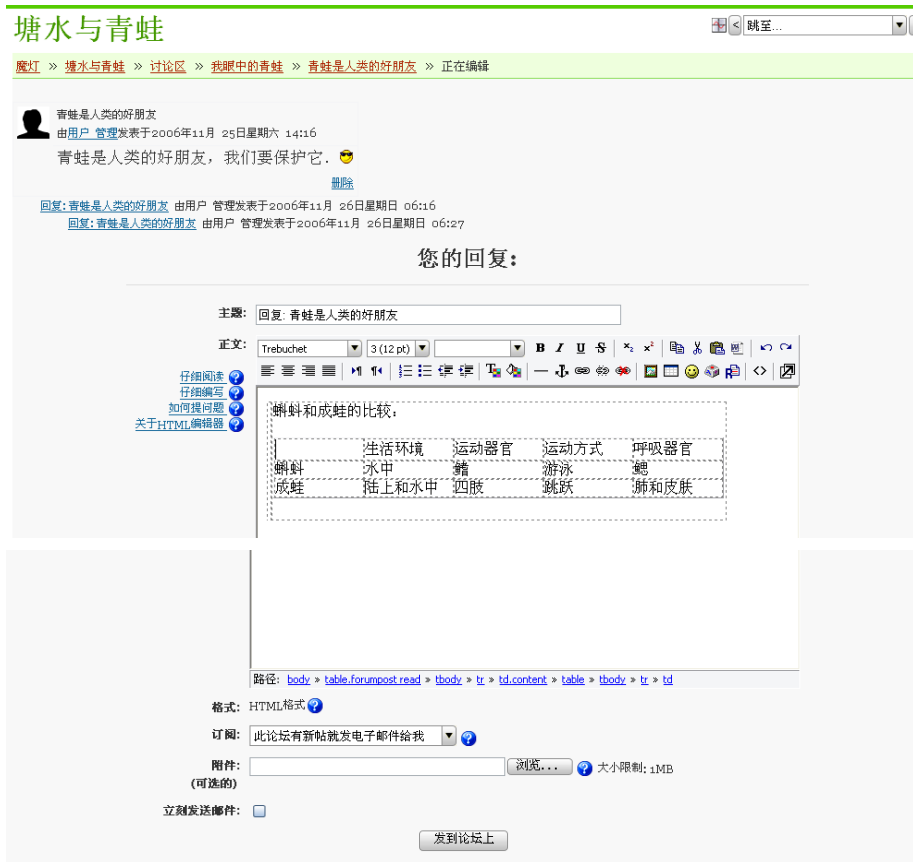 塘水与青蛙
< 跳至...
魔灯 » 塘水与青蛙 » 讨论区 » 我眼中的青蛙 » 青蛙是人类的好朋友 » 正在编辑
青蛙是人类的好朋友
由用户 管理发表于2006年11月 25日星期六 14:16
青蛙是人类的好朋友，我们要保护它.
删除
回复: 青蛙是人类的好朋友 由用户 管理发表于2006年11月 26日星期日 06:16
回复: 青蛙是人类的好朋友 由用户 管理发表于2006年11月 26日星期日 06:27
您的回复:
主题: 回复: 青蛙是人类的好朋友
正文: Trebuchet 3 (12 pt) B I U S ×₂ ×²
仔细阅读 ?
仔细编写 ?
如何提问题 ?
关于HTML编辑器 ?
蝌蚪和成蛙的比较:
生活环境 运动器官 运动方式 呼吸器官
蝌蚪 水中 鳍 游泳 鳃
成蛙 陆上和水中 四肢 跳跃 肺和皮肤
路径: body » table.forumpost read » tbody » tr » td.content » table » tbody » tr » td
格式: HTML格式 ?
订阅: 此论坛有新帖就发电子邮件给我 ?
附件: 浏览... ? 大小限制: 1MB
(可选的)
立刻发送邮件:
发到论坛上